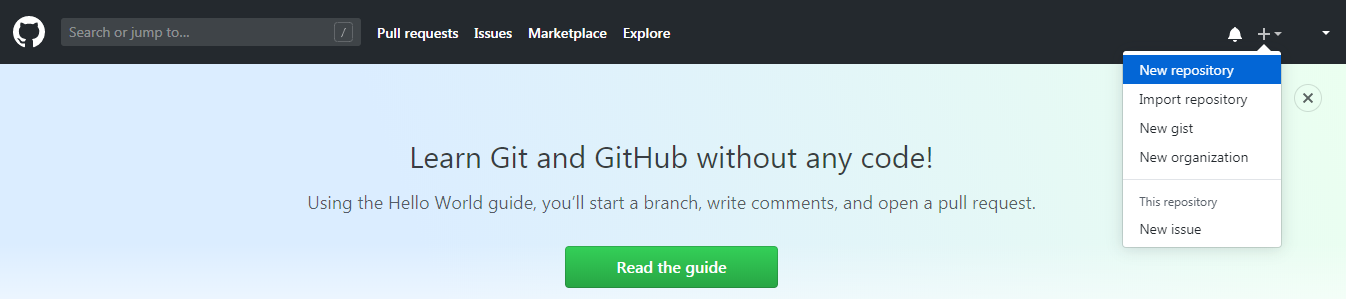 Search or jump to... /
Pull requests Issues Marketplace Explore
New repository
Import repository
New gist
New organization
This repository
New issue
Learn Git and GitHub without any code!
Using the Hello World guide, you’ll start a branch, write comments, and open a pull request.
Read the guide